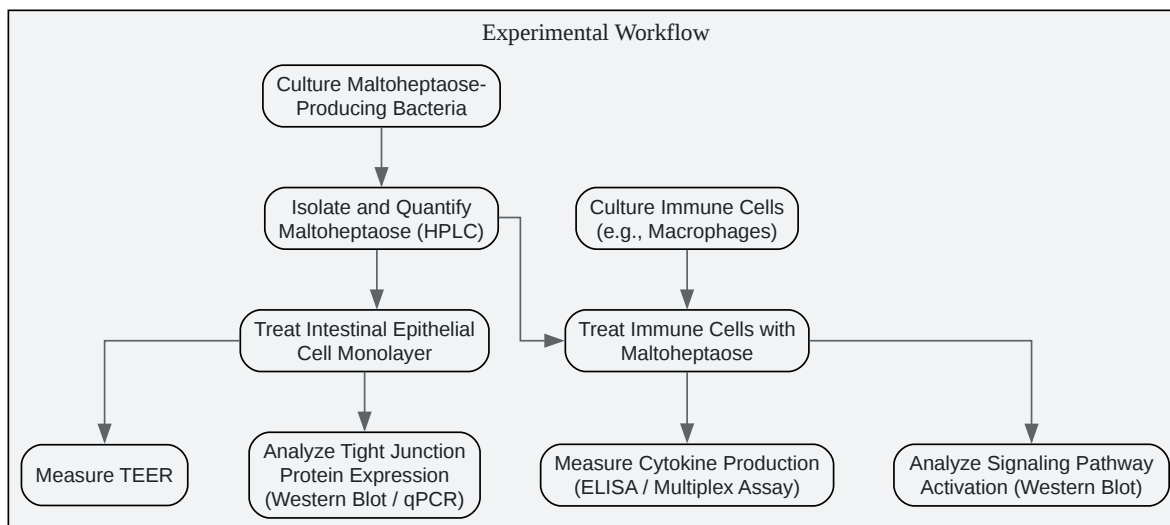 Experimental Workflow
Culture Maltoheptaose-
Producing Bacteria
Isolate and Quantify
Maltoheptaose (HPLC)
Culture Immune Cells
(e.g., Macrophages)
Treat Intestinal Epithelial
Cell Monolayer
Treat Immune Cells with
Maltoheptaose
Measure TEER
Analyze Tight Junction
Protein Expression
(Western Blot / qPCR)
Measure Cytokine Production
(ELISA / Multiplex Assay)
Analyze Signaling Pathway
Activation (Western Blot)